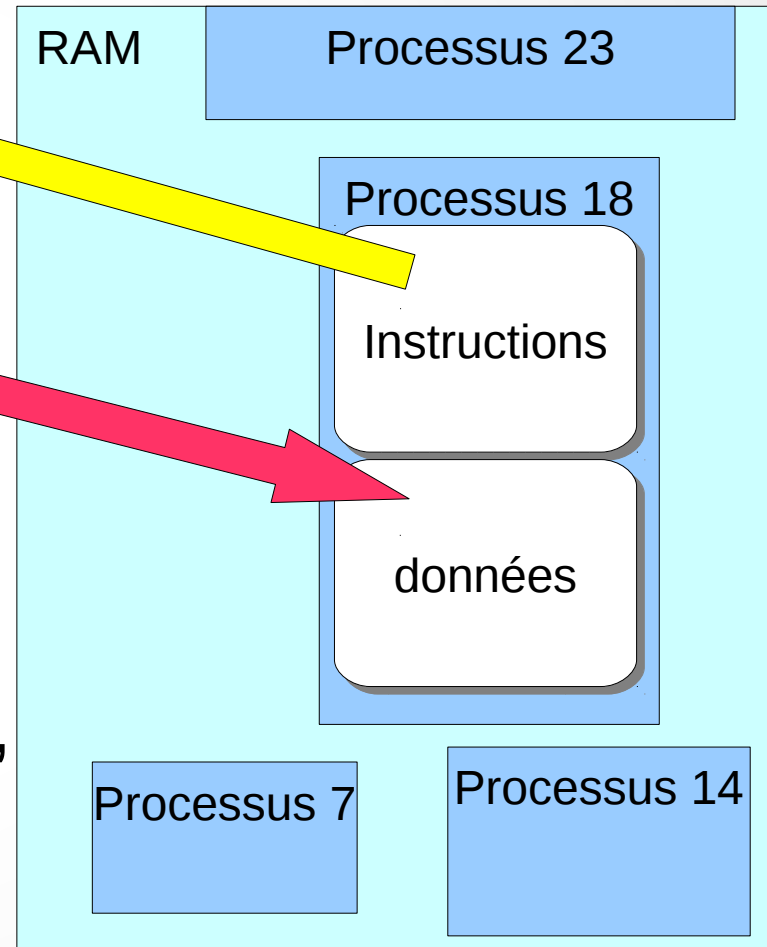 RAM
Processus 23
Processus 18
Instructions
données
,
Processus 7
Processus 14